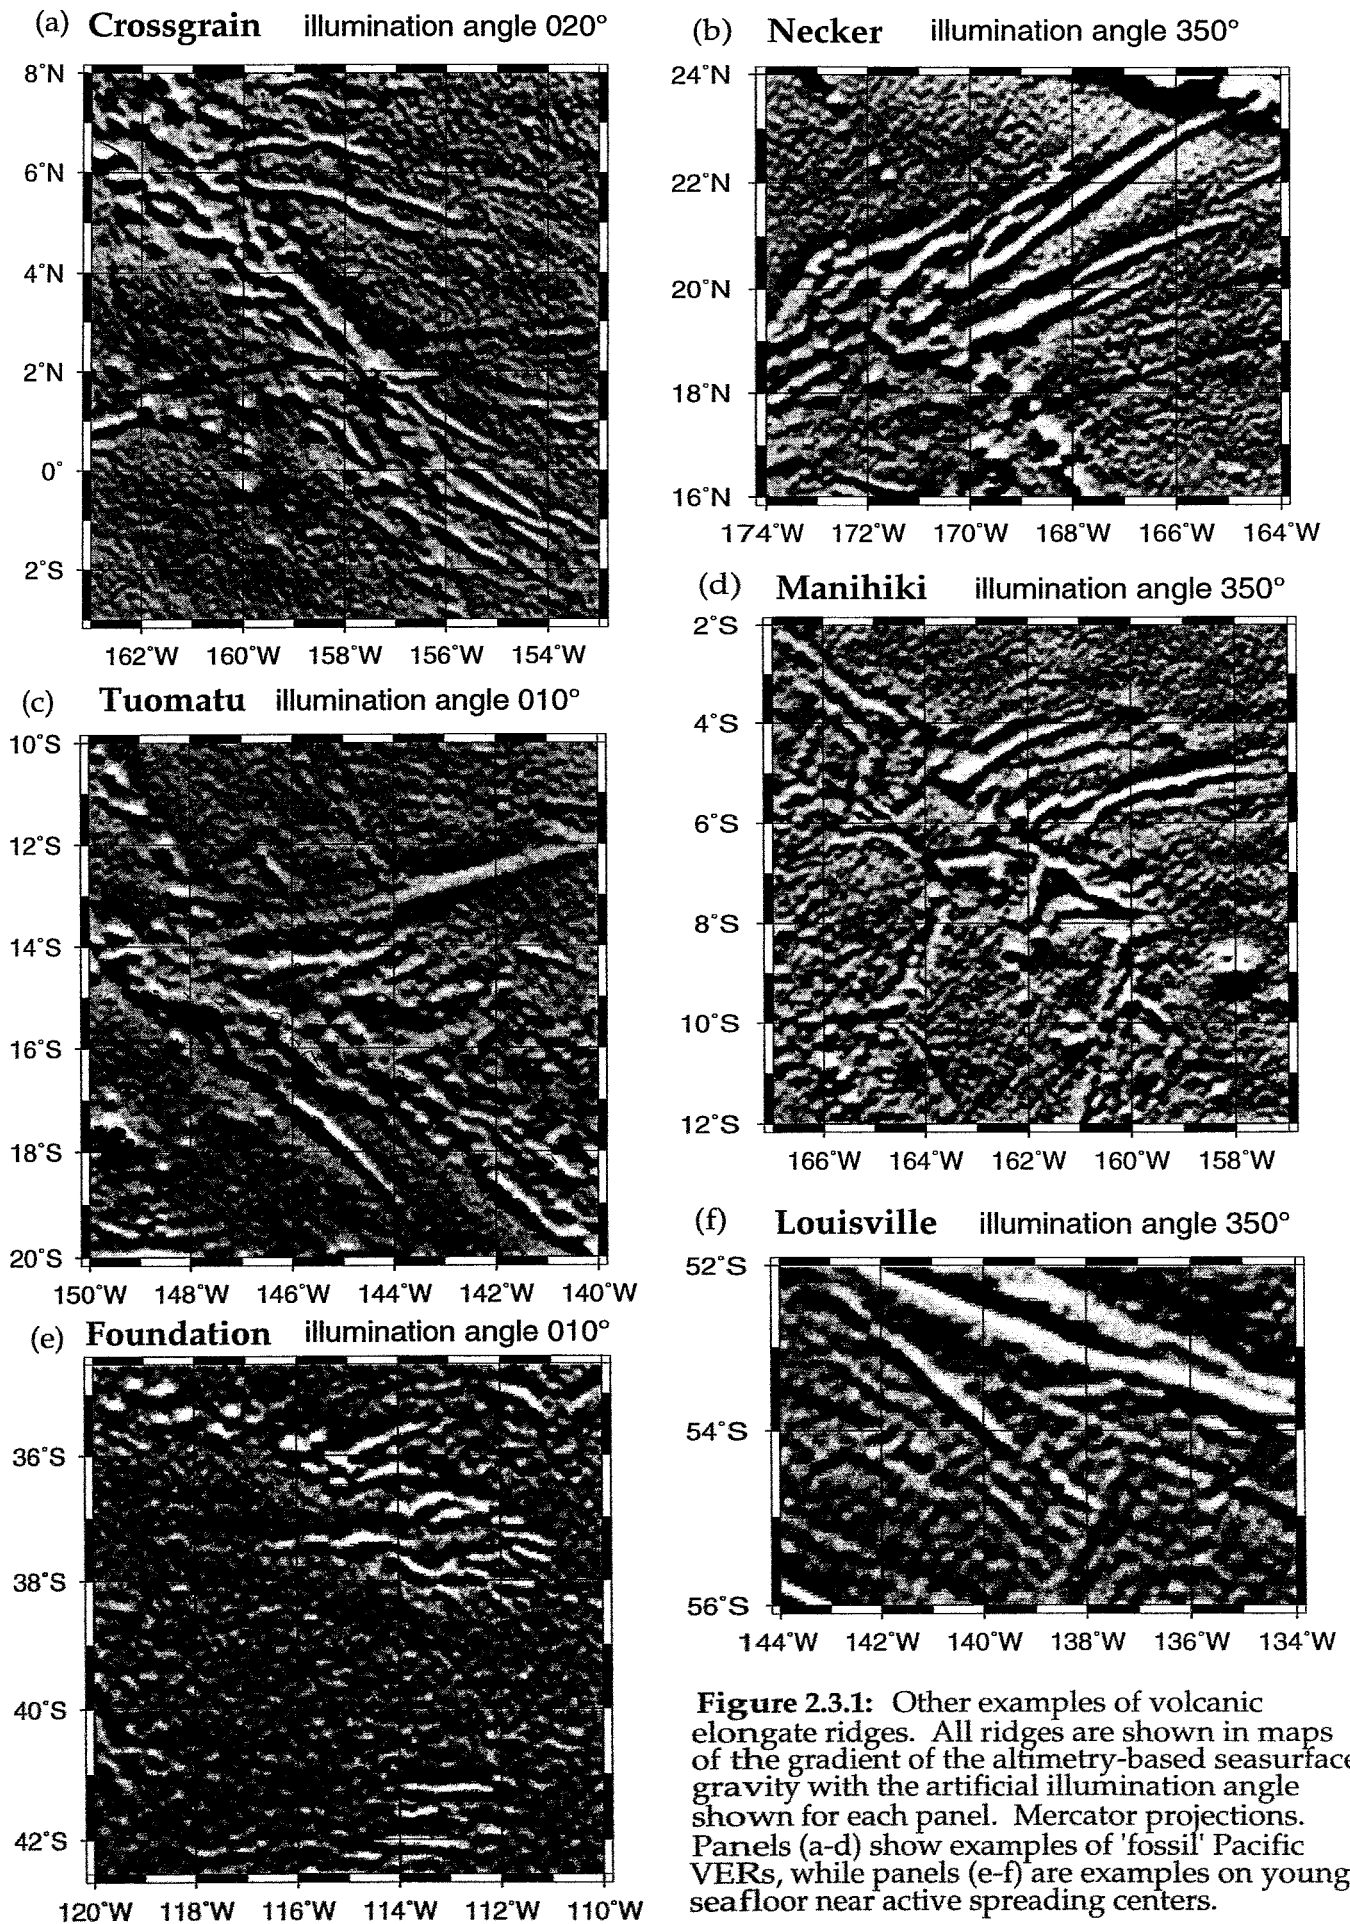 (a) Crossgrain illumination angle 020°
8°N
6°N
4°N
2°N
0°
2°S
162°W 160°W 158°W 156°W 154°W
(b) Necker illumination angle 350°
24°N
22°N
20°N
18°N
16°N
174°W 172°W 170°W 168°W 166°W 164°W
(c) Tuomatu illumination angle 010°
10°S
12°S
14°S
16°S
18°S
20°S
150°W 148°W 146°W 144°W 142°W 140°W
(d) Manihiki illumination angle 350°
2°S
4°S
6°S
8°S
10°S
12°S
166°W 164°W 162°W 160°W 158°W
(e) Foundation illumination angle 010°
36°S
38°S
40°S
42°S
120°W 118°W 116°W 114°W 112°W 110°W
(f) Louisville illumination angle 350°
52°S
54°S
56°S
144°W 142°W 140°W 138°W 136°W 134°W
Figure 2.3.1: Other examples of volcanic
elongate ridges. All ridges are shown in maps
of the gradient of the altimetry-based seasurface
gravity with the artificial illumination angle
shown for each panel. Mercator projections.
Panels (a-d) show examples of 'fossil' Pacific
VERs, while panels (e-f) are examples on young
seafloor near active spreading centers.